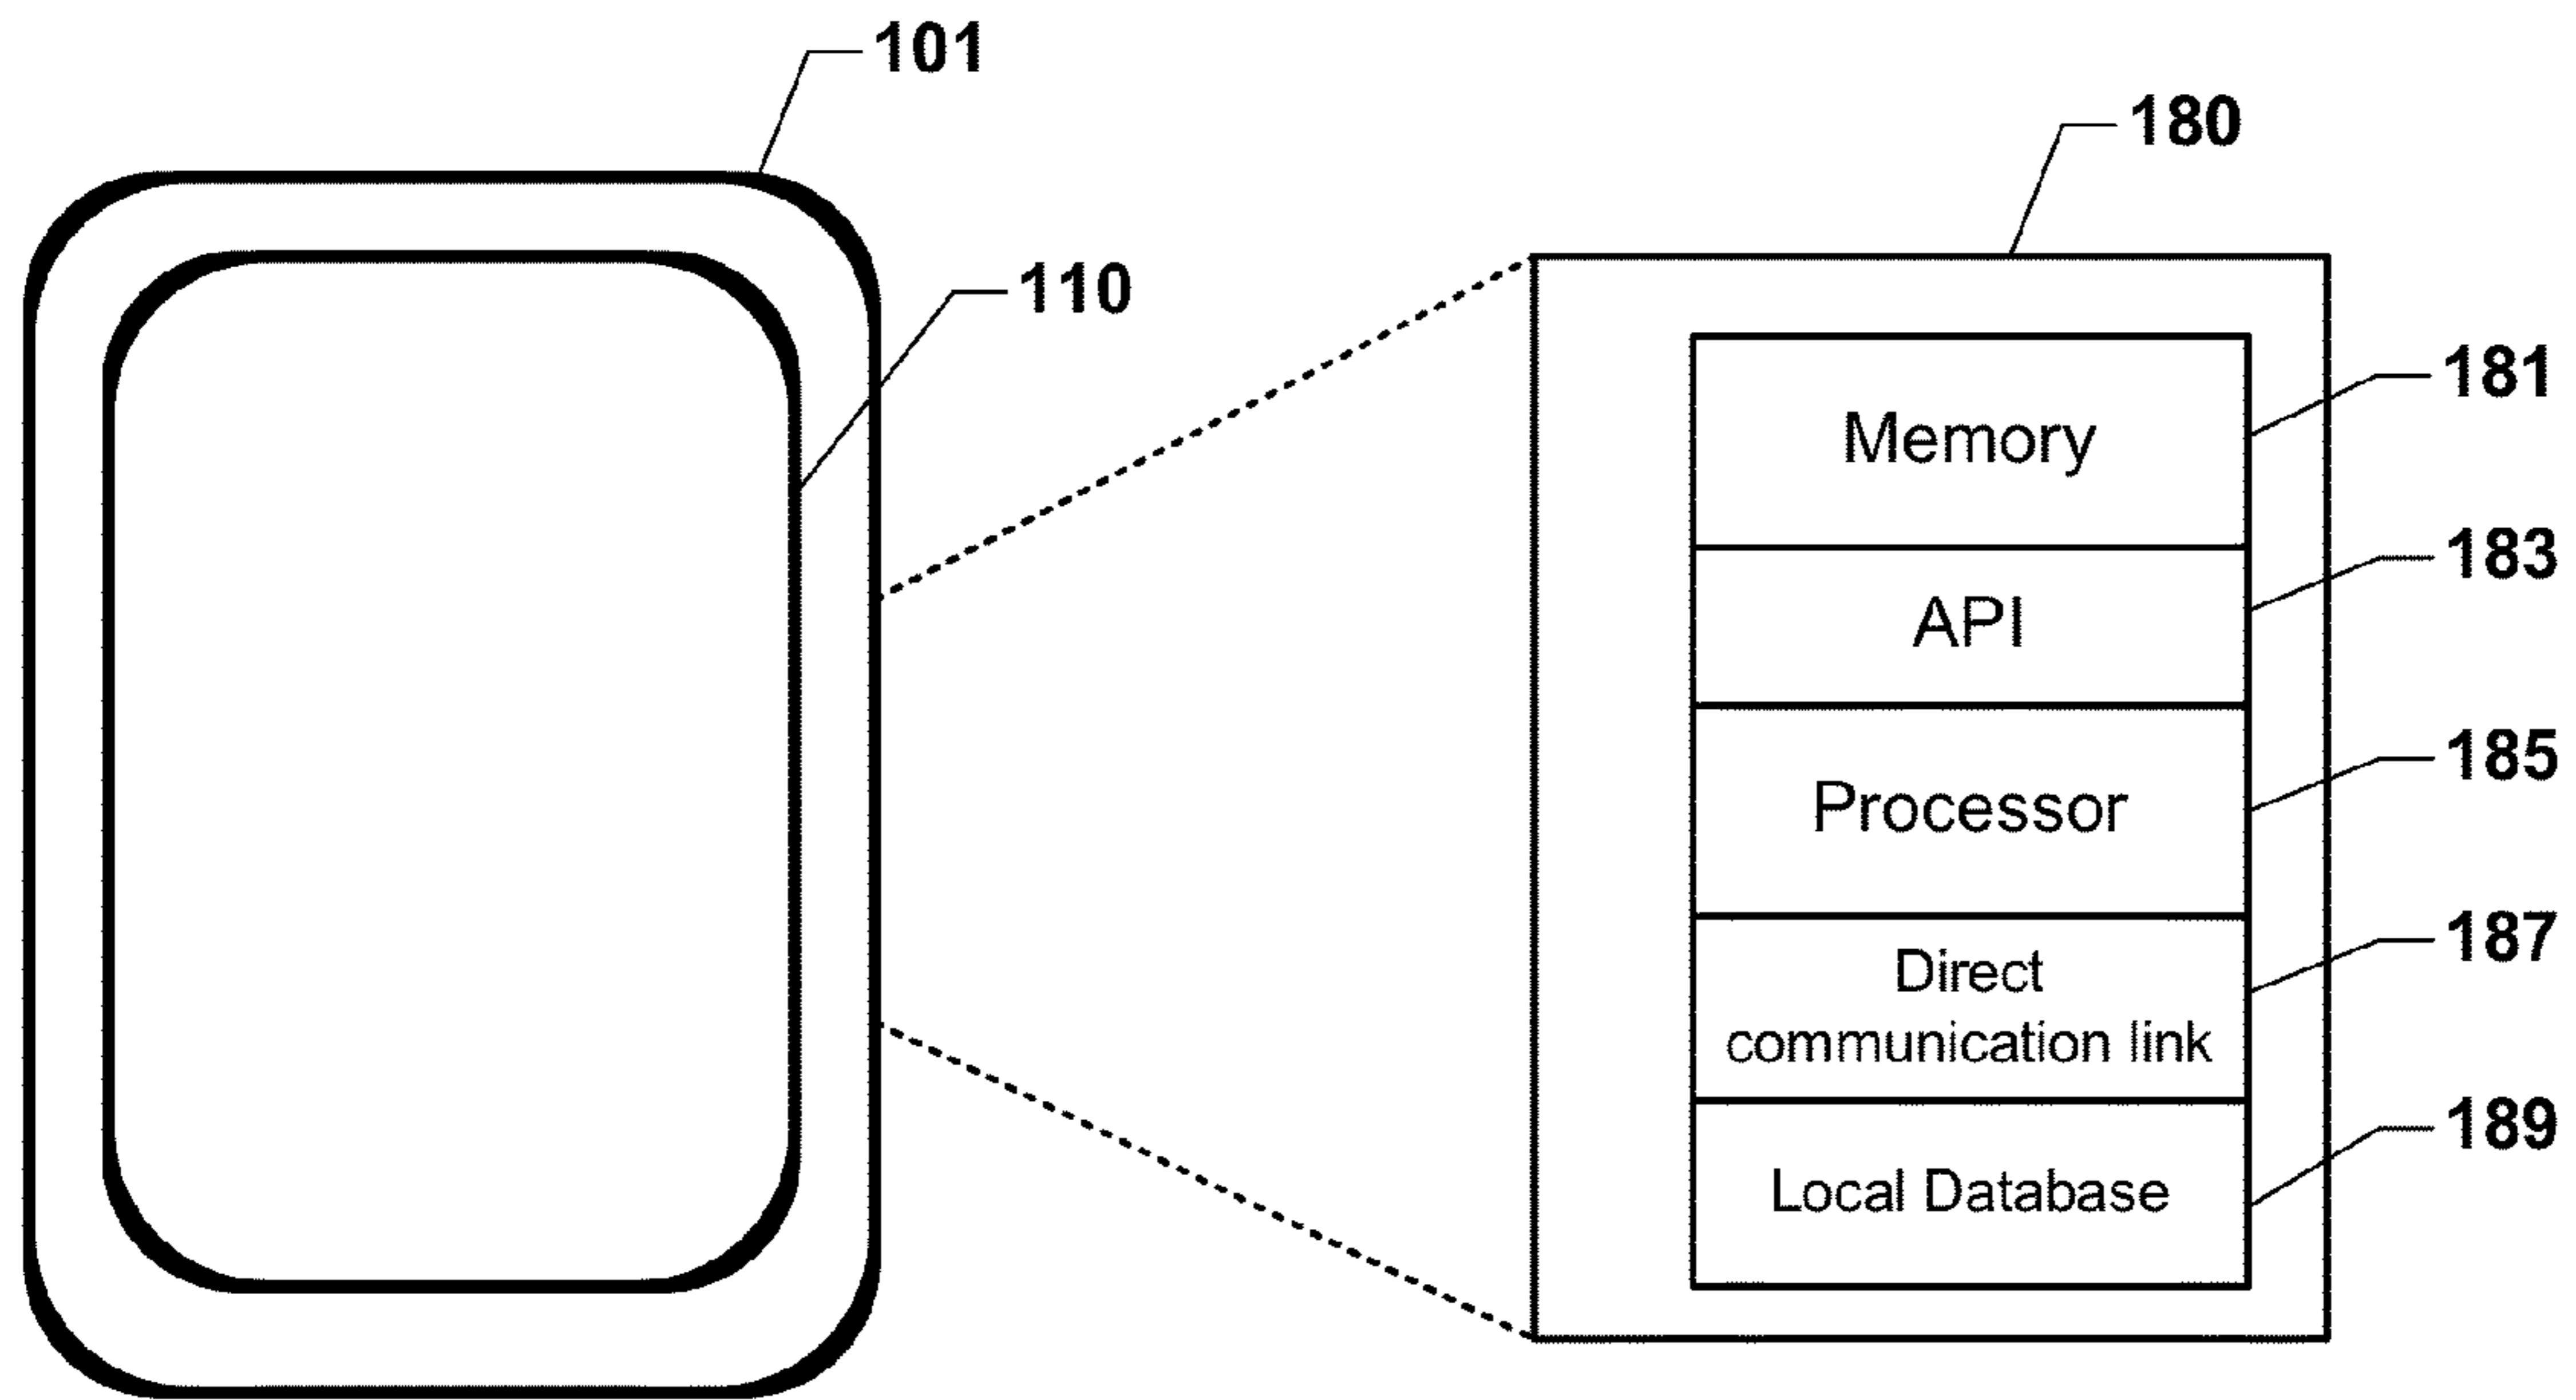 101
180
110
Memory
181
API
183
Processor
185
Direct
communication link
187
Local Database
189